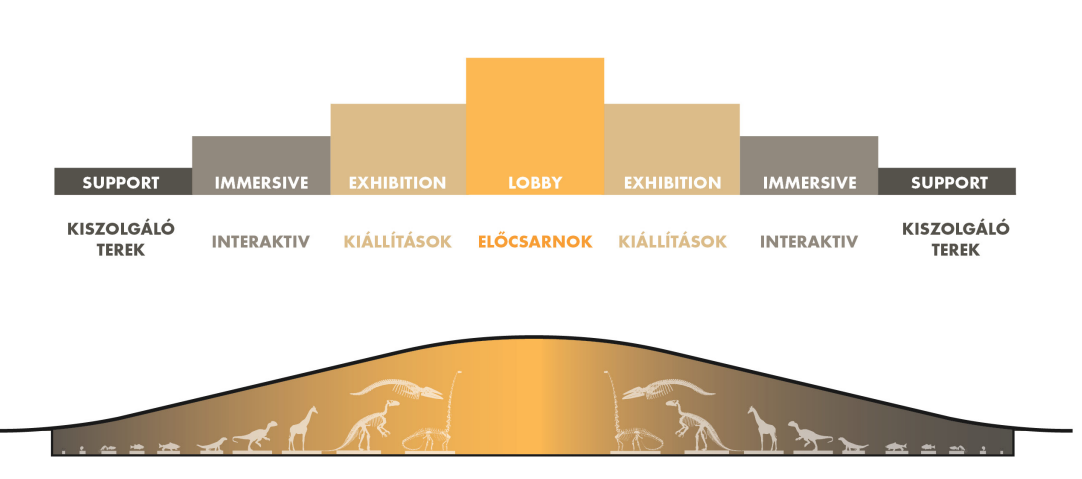 SUPPORT IMMERSIVE EXHIBITION LOBBY EXHIBITION IMMERSIVE SUPPORT
KISZOLGÁLÓ TEREK INTERAKTIV KIÁLLÍTÁSOK ELŐCSARNOK KIÁLLÍTÁSOK INTERAKTIV KISZOLGÁLÓ TEREK